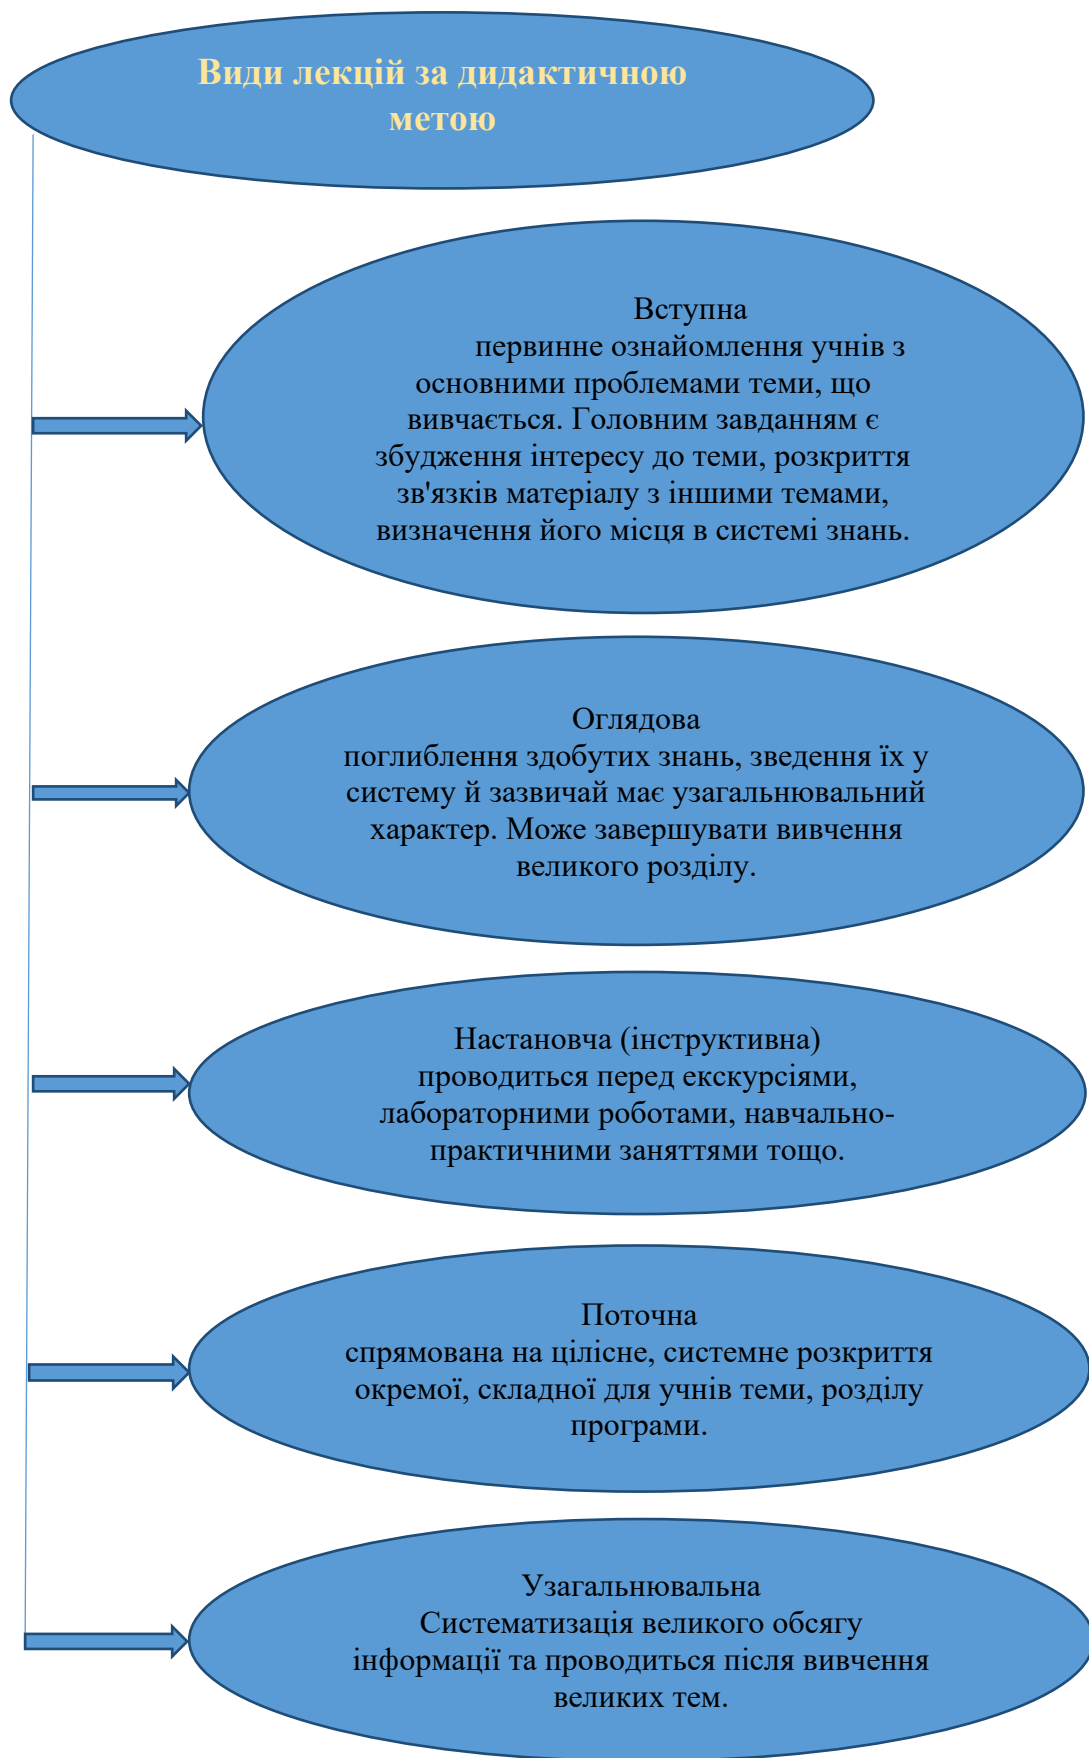 Види лекцій за дидактичною
метою
Вступна
первинне ознайомлення учнів з
основними проблемами теми, що
вивчається. Головним завданням є
збудження інтересу до теми, розкриття
зв'язків матеріалу з іншими темами,
визначення його місця в системі знань.
Оглядова
поглиблення здобутих знань, зведення їх у
систему й зазвичай має узагальнювальний
характер. Може завершувати вивчення
великого розділу.
Настановча (інструктивна)
проводиться перед екскурсіями,
лабораторними роботами, навчально-
практичними заняттями тощо.
Поточна
спрямована на цілісне, системне розкриття
окремої, складної для учнів теми, розділу
програми.
Узагальнювальна
Систематизація великого обсягу
інформації та проводиться після вивчення
великих тем.